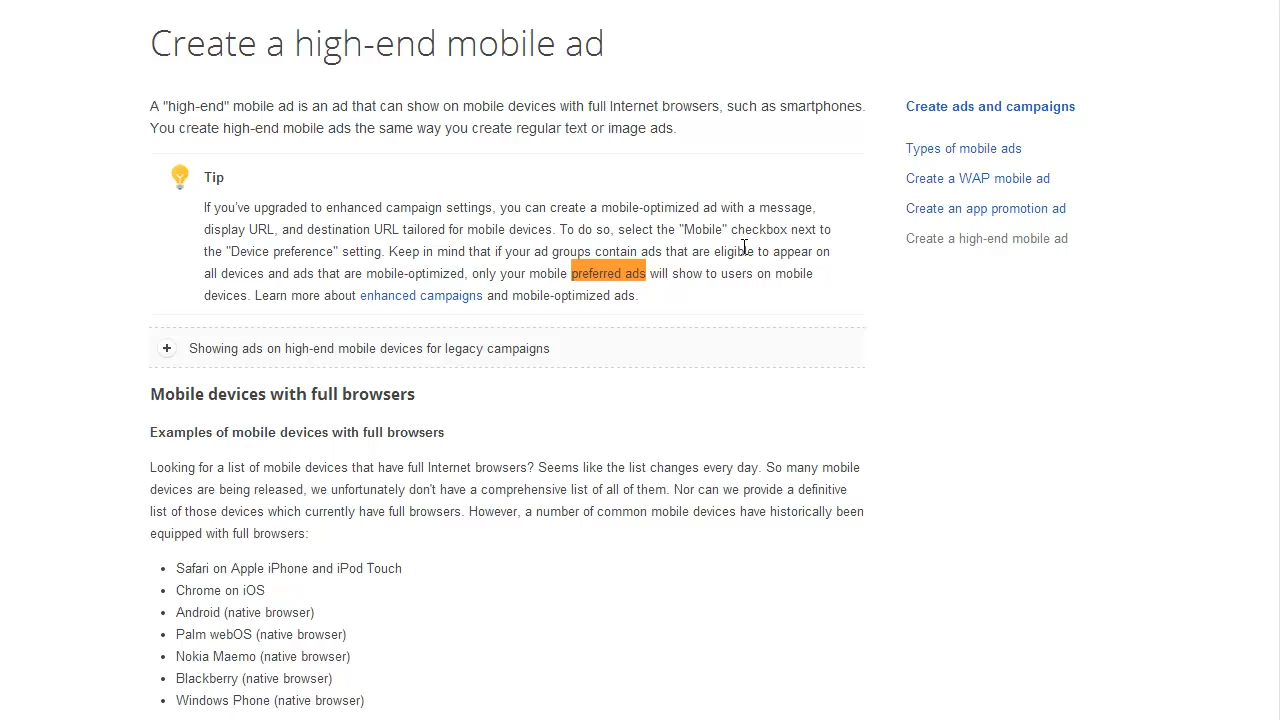 Create a high-end mobile ad
A "high-end" mobile ad is an ad that can show on mobile devices with full Internet browsers, such as smartphones.
You create high-end mobile ads the same way you create regular text or image ads.
Tip
If you've upgraded to enhanced campaign settings, you can create a mobile-optimized ad with a message,
display URL, and destination URL tailored for mobile devices. To do so, select the "Mobile" checkbox next to
the "Device preference" setting. Keep in mind that if your ad groups contain ads that are eligible to appear on
all devices and ads that are mobile-optimized, only your mobile preferred ads will show to users on mobile
devices. Learn more about enhanced campaigns and mobile-optimized ads.
Showing ads on high-end mobile devices for legacy campaigns
Mobile devices with full browsers
Examples of mobile devices with full browsers
Looking for a list of mobile devices that have full Internet browsers? Seems like the list changes every day. So many mobile
devices are being released, we unfortunately don't have a comprehensive list of all of them. Nor can we provide a definitive
list of those devices which currently have full browsers. However, a number of common mobile devices have historically been
equipped with full browsers:
• Safari on Apple iPhone and iPod Touch
• Chrome on iOS
• Android (native browser)
• Palm webOS (native browser)
• Nokia Maemo (native browser)
• Blackberry (native browser)
• Windows Phone (native browser)
Create ads and campaigns
Types of mobile ads
Create a WAP mobile ad
Create an app promotion ad
Create a high-end mobile ad